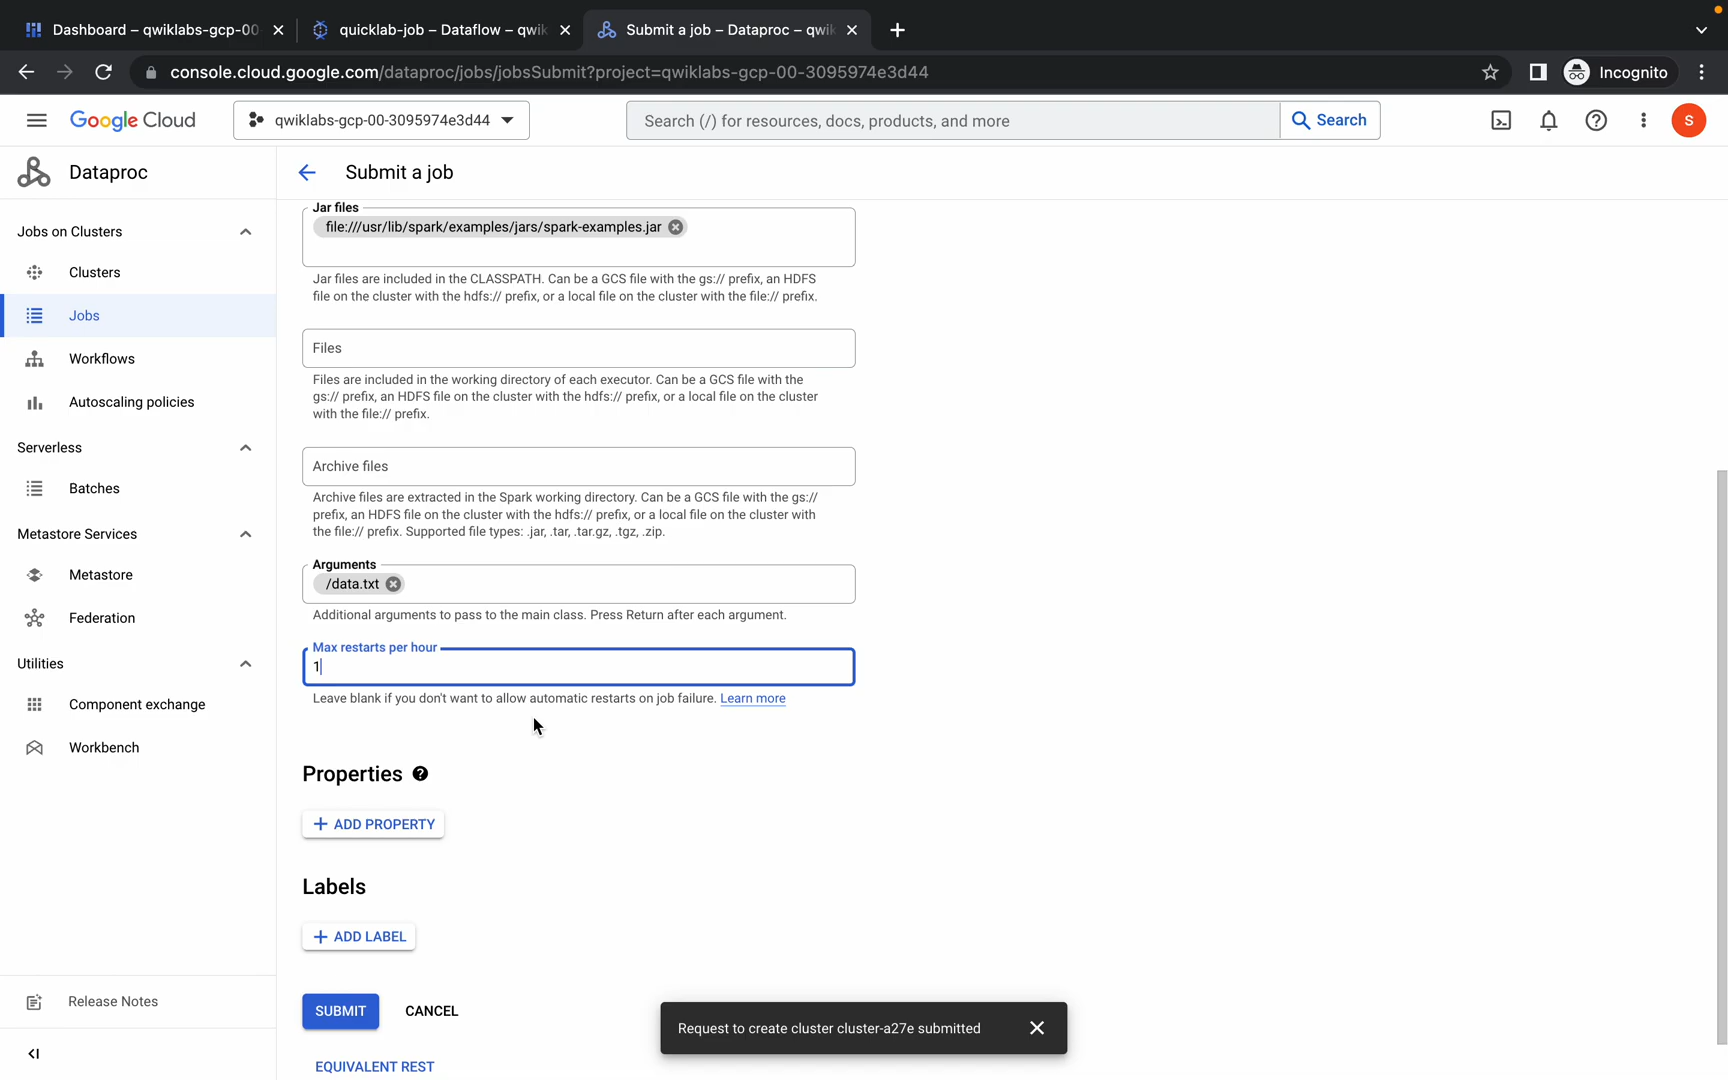 Dashboard – qwiklabs-gcp-00
quicklab-job – Dataflow – qwik
Submit a job – Dataproc – qwik
console.cloud.google.com/dataproc/jobs/jobsSubmit?project=qwiklabs-gcp-00-3095974e3d44
Incognito
Google Cloud
qwiklabs-gcp-00-3095974e3d44
Search (/) for resources, docs, products, and more
Search
S
Dataproc
Submit a job
Jobs on Clusters
Clusters
Jobs
Workflows
Autoscaling policies
Serverless
Batches
Metastore Services
Metastore
Federation
Utilities
Component exchange
Workbench
Release Notes
Jar files
file:///usr/lib/spark/examples/jars/spark-examples.jar
Jar files are included in the CLASSPATH. Can be a GCS file with the gs:// prefix, an HDFS
file on the cluster with the hdfs:// prefix, or a local file on the cluster with the file:// prefix.
Files
Files are included in the working directory of each executor. Can be a GCS file with the
gs:// prefix, an HDFS file on the cluster with the hdfs:// prefix, or a local file on the cluster
with the file:// prefix.
Archive files
Archive files are extracted in the Spark working directory. Can be a GCS file with the gs://
prefix, an HDFS file on the cluster with the hdfs:// prefix, or a local file on the cluster with
the file:// prefix. Supported file types: .jar, .tar, .tar.gz, .tgz, .zip.
Arguments
/data.txt
Additional arguments to pass to the main class. Press Return after each argument.
Max restarts per hour
1
Leave blank if you don't want to allow automatic restarts on job failure. Learn more
Properties
ADD PROPERTY
Labels
ADD LABEL
SUBMIT
CANCEL
EQUIVALENT REST
Request to create cluster cluster-a27e submitted